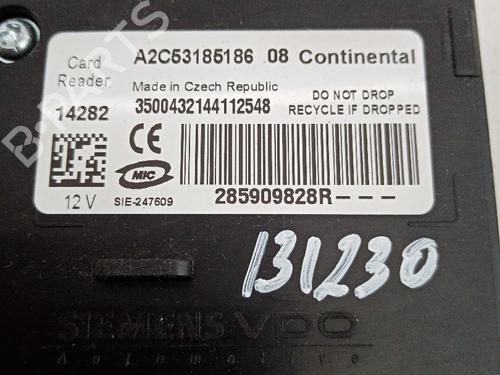 Card
Reader
14282
12 V
A2C53185186 08 Continental
Made in Czech Republic
3500432144112548
DO NOT DROP
RECYCLE IF DROPPED
CE
MIC
SIE-247609
285909828R---
131230
SIEMENS VDO
Automotive
B-PARTS